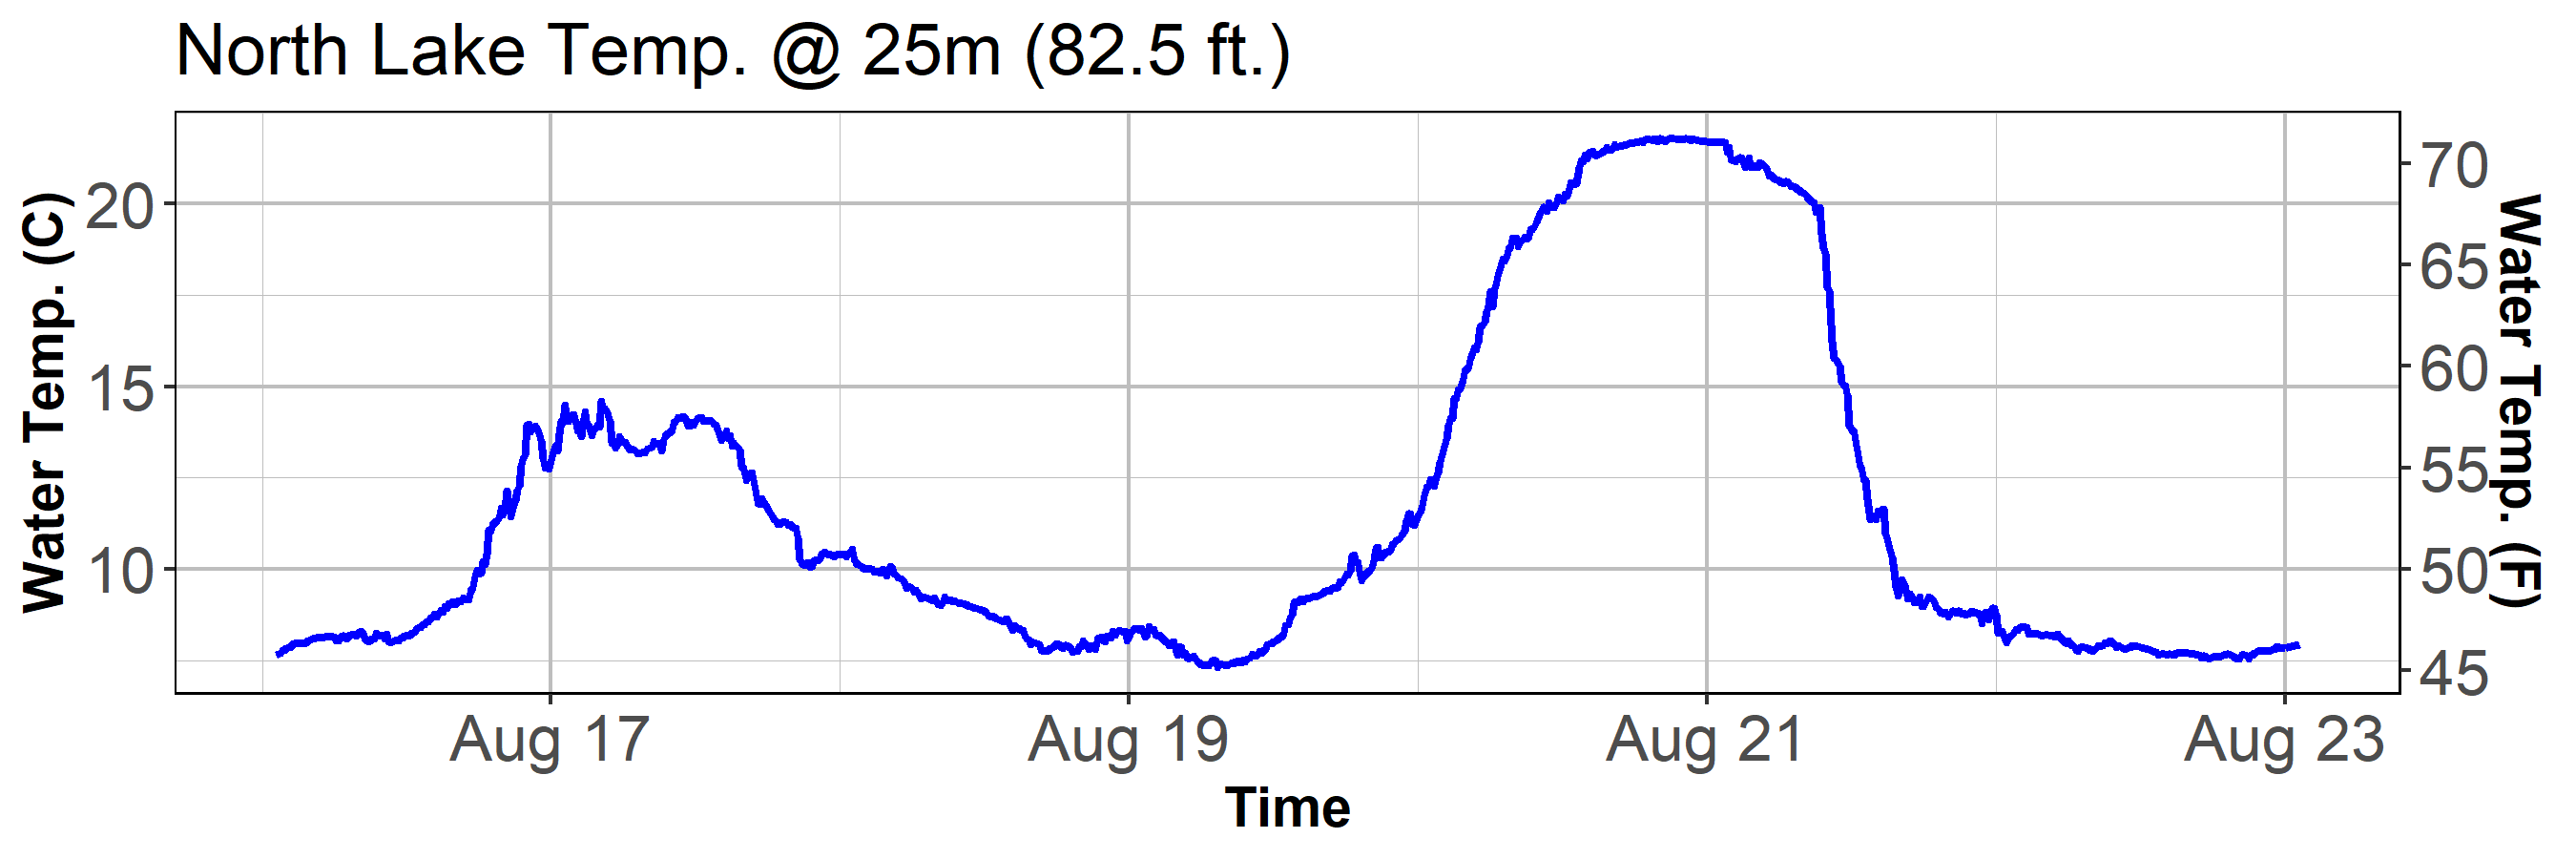 North Lake Temp. @ 25m (82.5 ft.)
Water Temp. (C)
20
15
10
70
65
60
55
50
45
Water Temp. (F)
Aug 17 Aug 19 Aug 21 Aug 23
Time